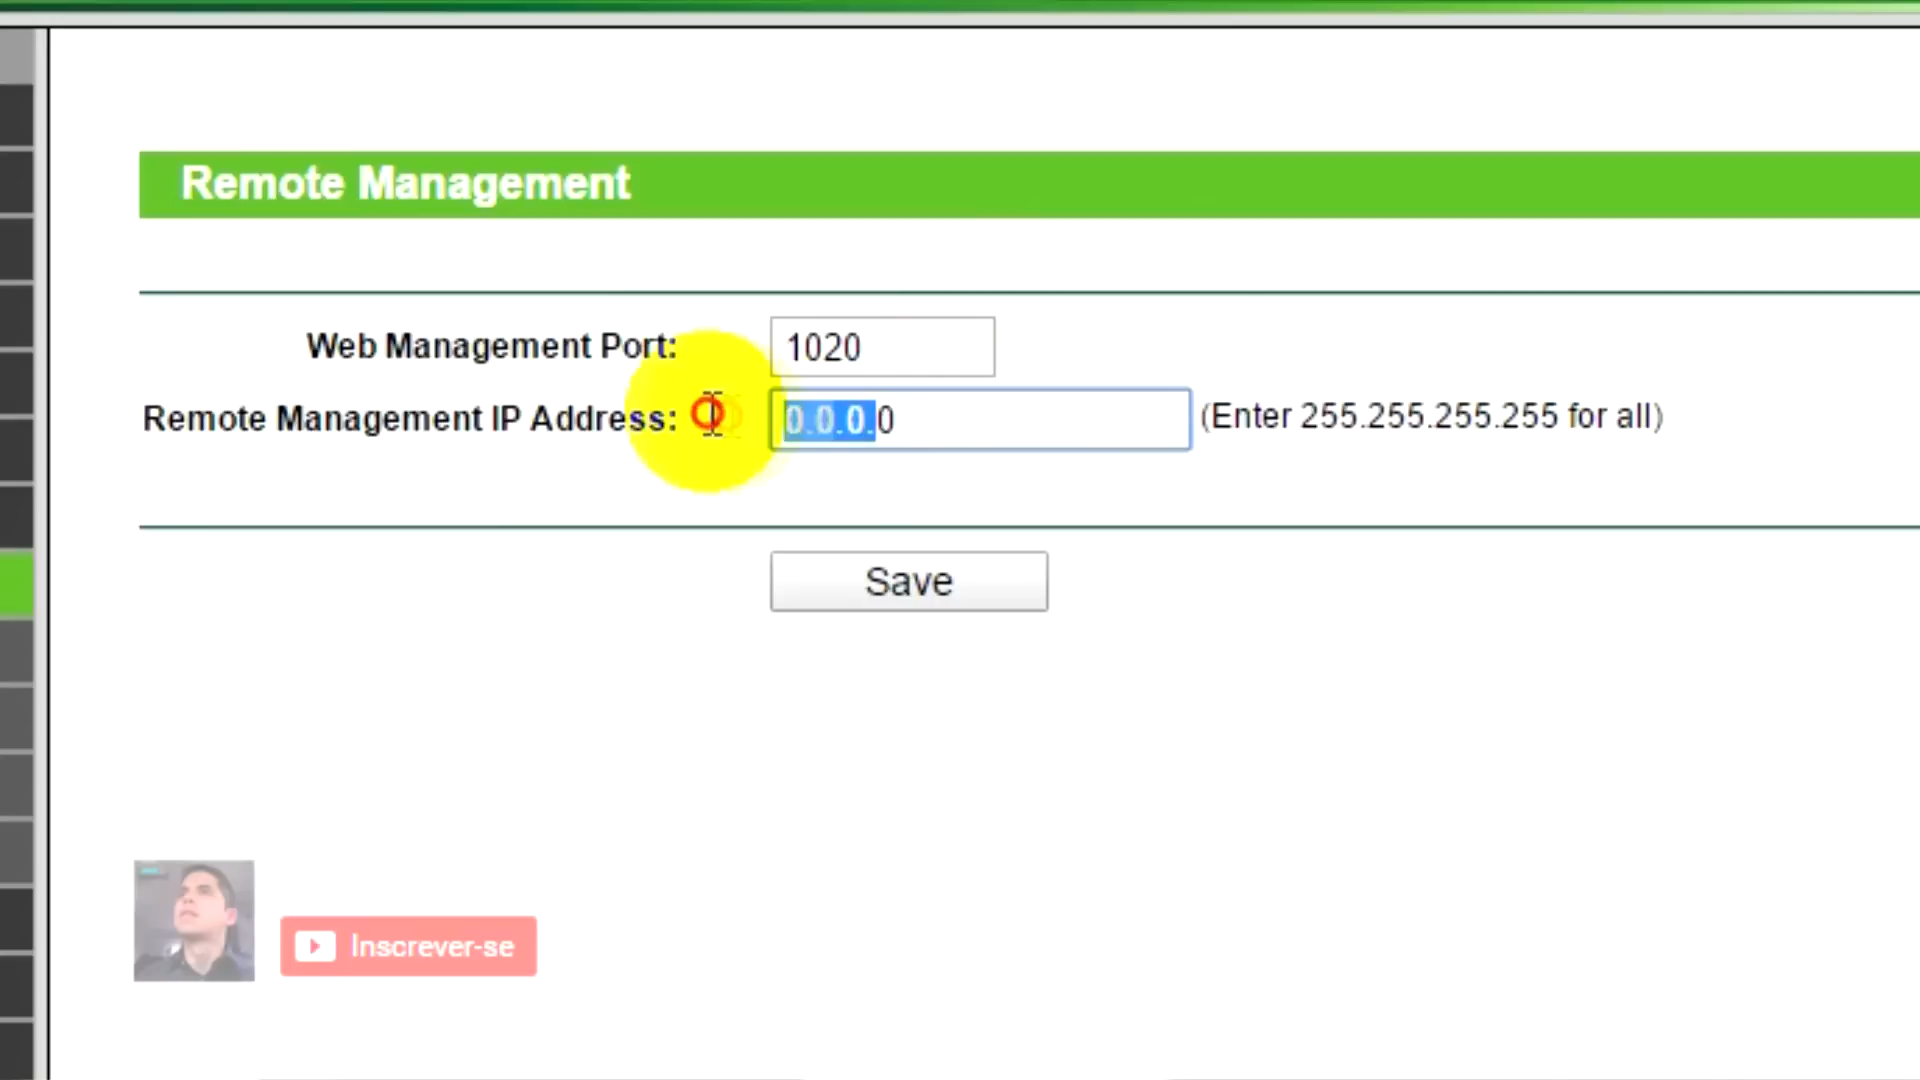 Remote Management
Web Management Port: 1020
Remote Management IP Address: 0.0.0.0 (Enter 255.255.255.255 for all)
Save
Inscrever-se